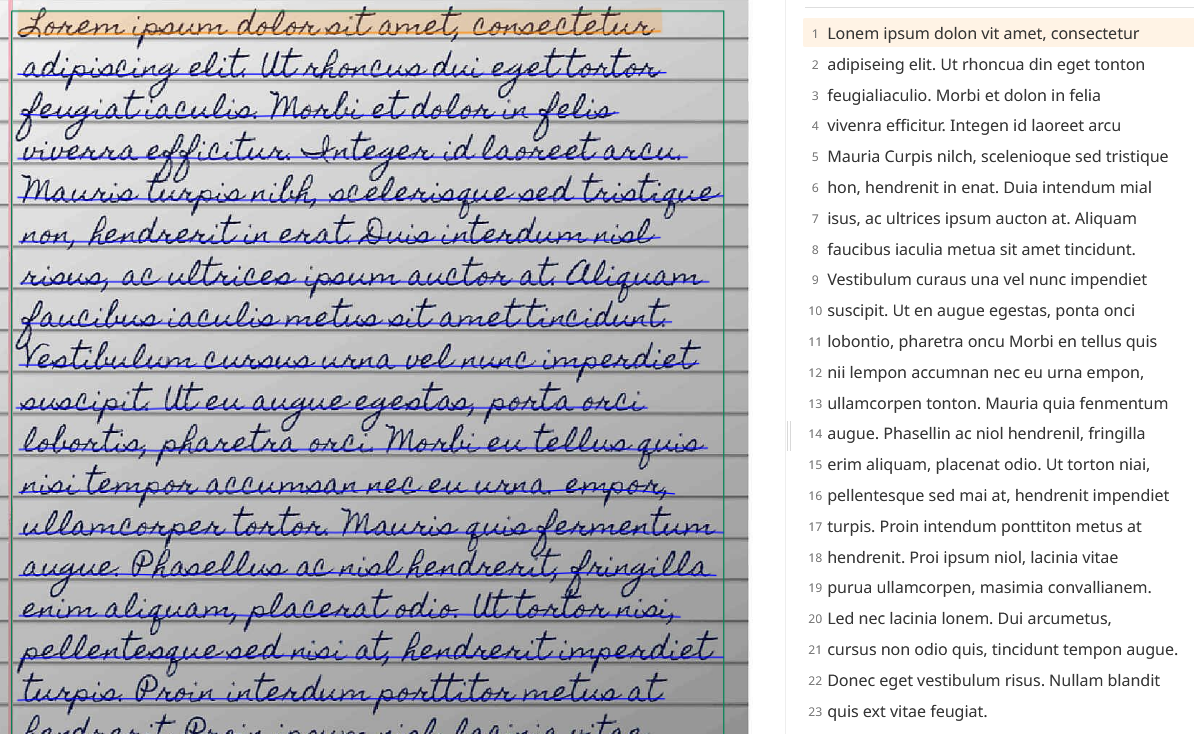 Lorem ipsum dolor sit amet, consectetur
adipiscing elit. Ut rhoncus dui eget tortor
feugiat iaculis. Morbi et dolor in felis
viverra efficitur. Integer id laoreet arcu.
Mauris turpis nibh, scelerisque sed tristique
non, hendrerit in erat. Duis interdum nisl
risus, ac ultrices ipsum auctor at. Aliquam
faucibus iaculis metus sit amet tincidunt.
Vestibulum cursus urna vel nunc imperdiet
suscipit. Ut eu augue egestas, porta orci
lobortis, pharetra orci. Morbi eu tellus quis
nisi tempor accumsan nec eu urna. empor,
ullamcorper tortor. Mauris quis fermentum
augue. Phasellus ac nisl hendrerit, fringilla
enim aliquam, placerat odio. Ut tortor nisi,
pellentesque sed nisi at, hendrerit imperdiet
turpis. Proin interdum porttitor metus at
hendrerit. Proin ipsum nisl, lacinia vitae
1 Lonem ipsum dolon vit amet, consectetur
2 adipiseing elit. Ut rhoncua din eget tonton
3 feugialiaculio. Morbi et dolon in felia
4 vivenra efficitur. Integen id laoreet arcu
5 Mauria Curpis nilch, scelenioque sed tristique
6 hon, hendrenit in enat. Duia intendum mial
7 isus, ac ultrices ipsum aucton at. Aliquam
8 faucibus iaculia metua sit amet tincidunt.
9 Vestibulum curaus una vel nunc impendiet
10 suscipit. Ut en augue egestas, ponta onci
11 lobontio, pharetra oncu Morbi en tellus quis
12 nii lempon accumnan nec eu urna empon,
13 ullamcorpen tonton. Mauria quia fenmentum
14 augue. Phasellin ac niol hendrenil, fringilla
15 erim aliquam, placenat odio. Ut torton niai,
16 pellentesque sed mai at, hendrenit impendiet
17 turpis. Proin intendum ponttiton metus at
18 hendrenit. Proi ipsum niol, lacinia vitae
19 purua ullamcorpen, masimia convallianem.
20 Led nec lacinia lonem. Dui arcumetus,
21 cursus non odio quis, tincidunt tempon augue.
22 Donec eget vestibulum risus. Nullam blandit
23 quis ext vitae feugiat.